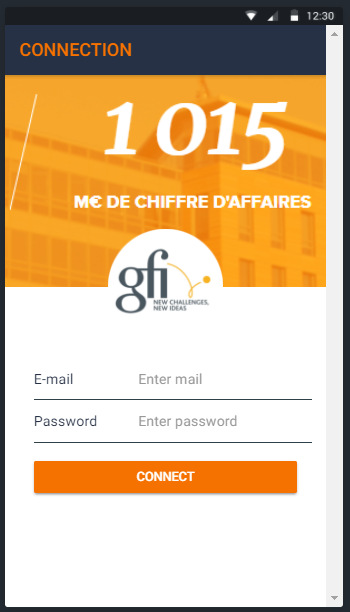 12:30
CONNECTION
1 015
M€ DE CHIFFRE D'AFFAIRES
gfi
NEW CHALLENGES,
NEW IDEAS
E-mail Enter mail
Password Enter password
CONNECT